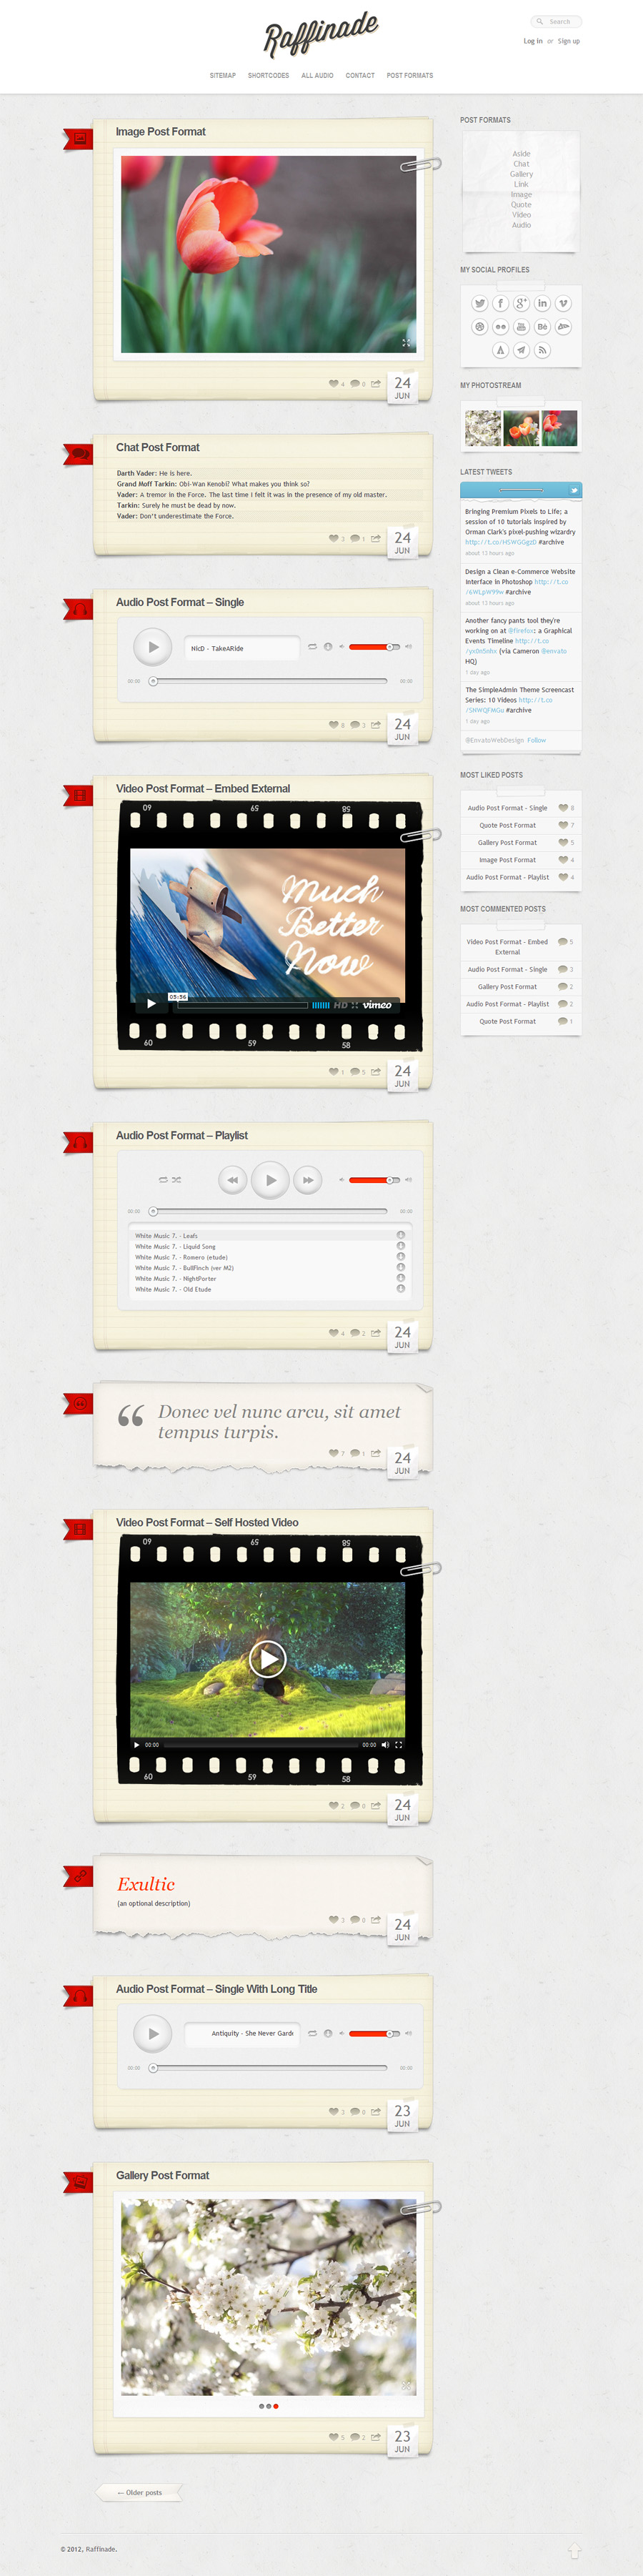 Raffinade
Search
Log in or Sign up
SITEMAP SHORTCODES ALL AUDIO CONTACT POST FORMATS
Image Post Format
4 0
24
JUN
Chat Post Format
Darth Vader: He is here.
Grand Moff Tarkin: Obi-Wan Kenobi? What makes you think so?
Vader: A tremor in the Force. The last time I felt it was in the presence of my old master.
Tarkin: Surely he must be dead by now.
Vader: Don't underestimate the Force.
3 1
24
JUN
Audio Post Format – Single
NicD - TakeARide
00:00 00:00
8 3
24
JUN
Video Post Format – Embed External
60 59 58
Much
Better
Now
03:56
HD vimeo
60 59 58
1 5
24
JUN
Audio Post Format – Playlist
00:00 00:00
White Music 7. - Leafs
White Music 7. - Liquid Song
White Music 7. - Romero (etude)
White Music 7. - BullFinch (ver M2)
White Music 7. - NightPorter
White Music 7. - Old Etude
4 2
24
JUN
“ Donec vel nunc arcu, sit amet
tempus turpis.
7 1
24
JUN
Video Post Format – Self Hosted Video
60 59 58
00:00 00:00
60 59 58
2 0
24
JUN
Exultic
(an optional description)
3 0
24
JUN
Audio Post Format – Single With Long Title
Antiquity - She Never Garde
00:00 00:00
3 0
23
JUN
Gallery Post Format
5 2
23
JUN
← Older posts
POST FORMATS
Aside
Chat
Gallery
Link
Image
Quote
Video
Audio
MY SOCIAL PROFILES
MY PHOTOSTREAM
LATEST TWEETS
Bringing Premium Pixels to Life; a
session of 10 tutorials inspired by
Orman Clark's pixel-pushing wizardry
http://t.co/HSWGGgzD #archive
about 13 hours ago
Design a Clean e-Commerce Website
Interface in Photoshop http://t.co
/6WLpW99w #archive
about 13 hours ago
Another fancy pants tool they're
working on at @firefox: a Graphical
Events Timeline http://t.co
/yx0n5nhx (via Cameron @envato
HQ)
1 day ago
The SimpleAdmin Theme Screencast
Series: 10 Videos http://t.co
/SNWQFMGu #archive
1 day ago
@EnvatoWebDesign Follow
MOST LIKED POSTS
Audio Post Format - Single 8
Quote Post Format 7
Gallery Post Format 5
Image Post Format 4
Audio Post Format - Playlist 4
MOST COMMENTED POSTS
Video Post Format - Embed 5
External
Audio Post Format - Single 3
Gallery Post Format 2
Audio Post Format - Playlist 2
Quote Post Format 1
© 2012, Raffinade.